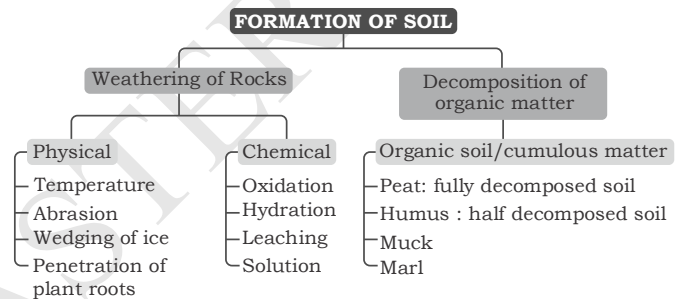 FORMATION OF SOIL
Weathering of Rocks
Decomposition of
organic matter
Physical
Temperature
Abrasion
Wedging of ice
Penetration of
plant roots
Chemical
Oxidation
Hydration
Leaching
Solution
Organic soil/cumulous matter
Peat: fully decomposed soil
Humus : half decomposed soil
Muck
Marl